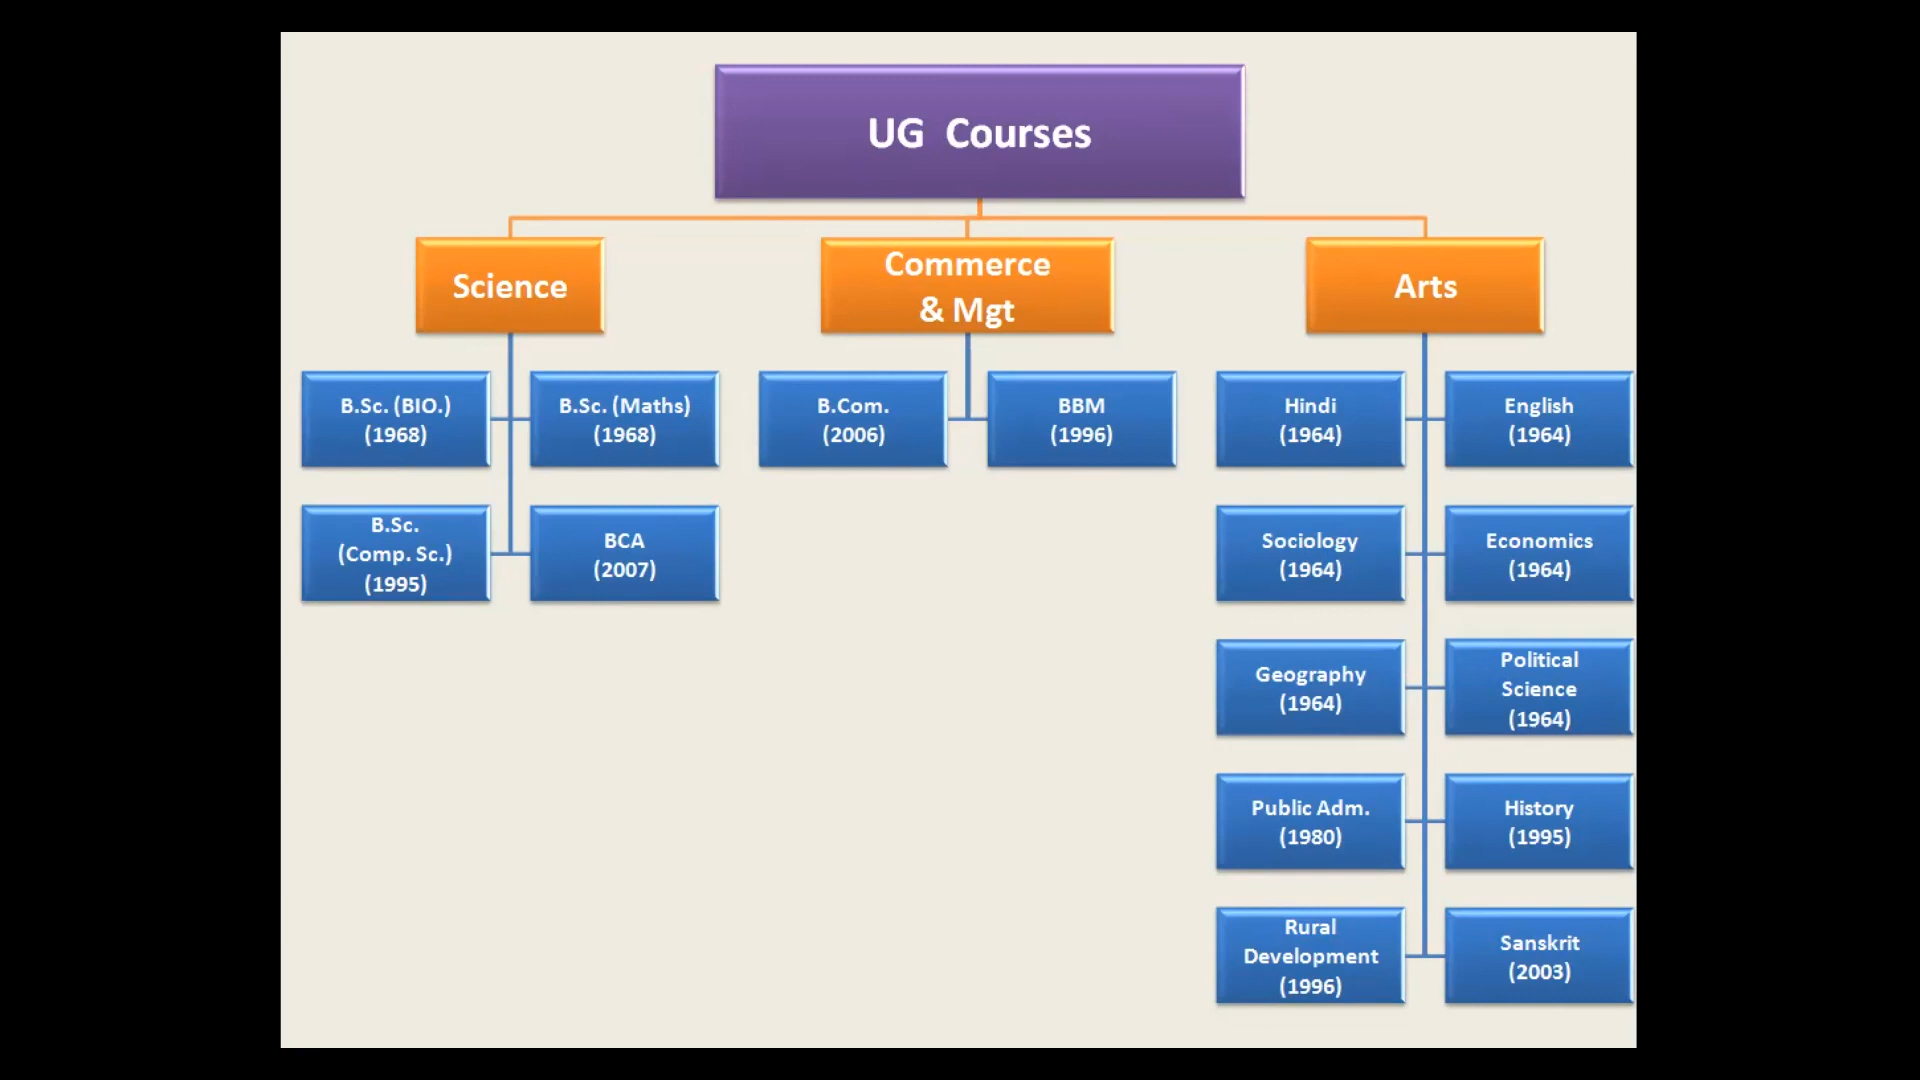 UG Courses
Science
Commerce
& Mgt
Arts
B.Sc. (BIO.)
(1968)
B.Sc. (Maths)
(1968)
B.Com.
(2006)
BBM
(1996)
Hindi
(1964)
English
(1964)
B.Sc.
(Comp. Sc.)
(1995)
BCA
(2007)
Sociology
(1964)
Economics
(1964)
Geography
(1964)
Political
Science
(1964)
Public Adm.
(1980)
History
(1995)
Rural
Development
(1996)
Sanskrit
(2003)